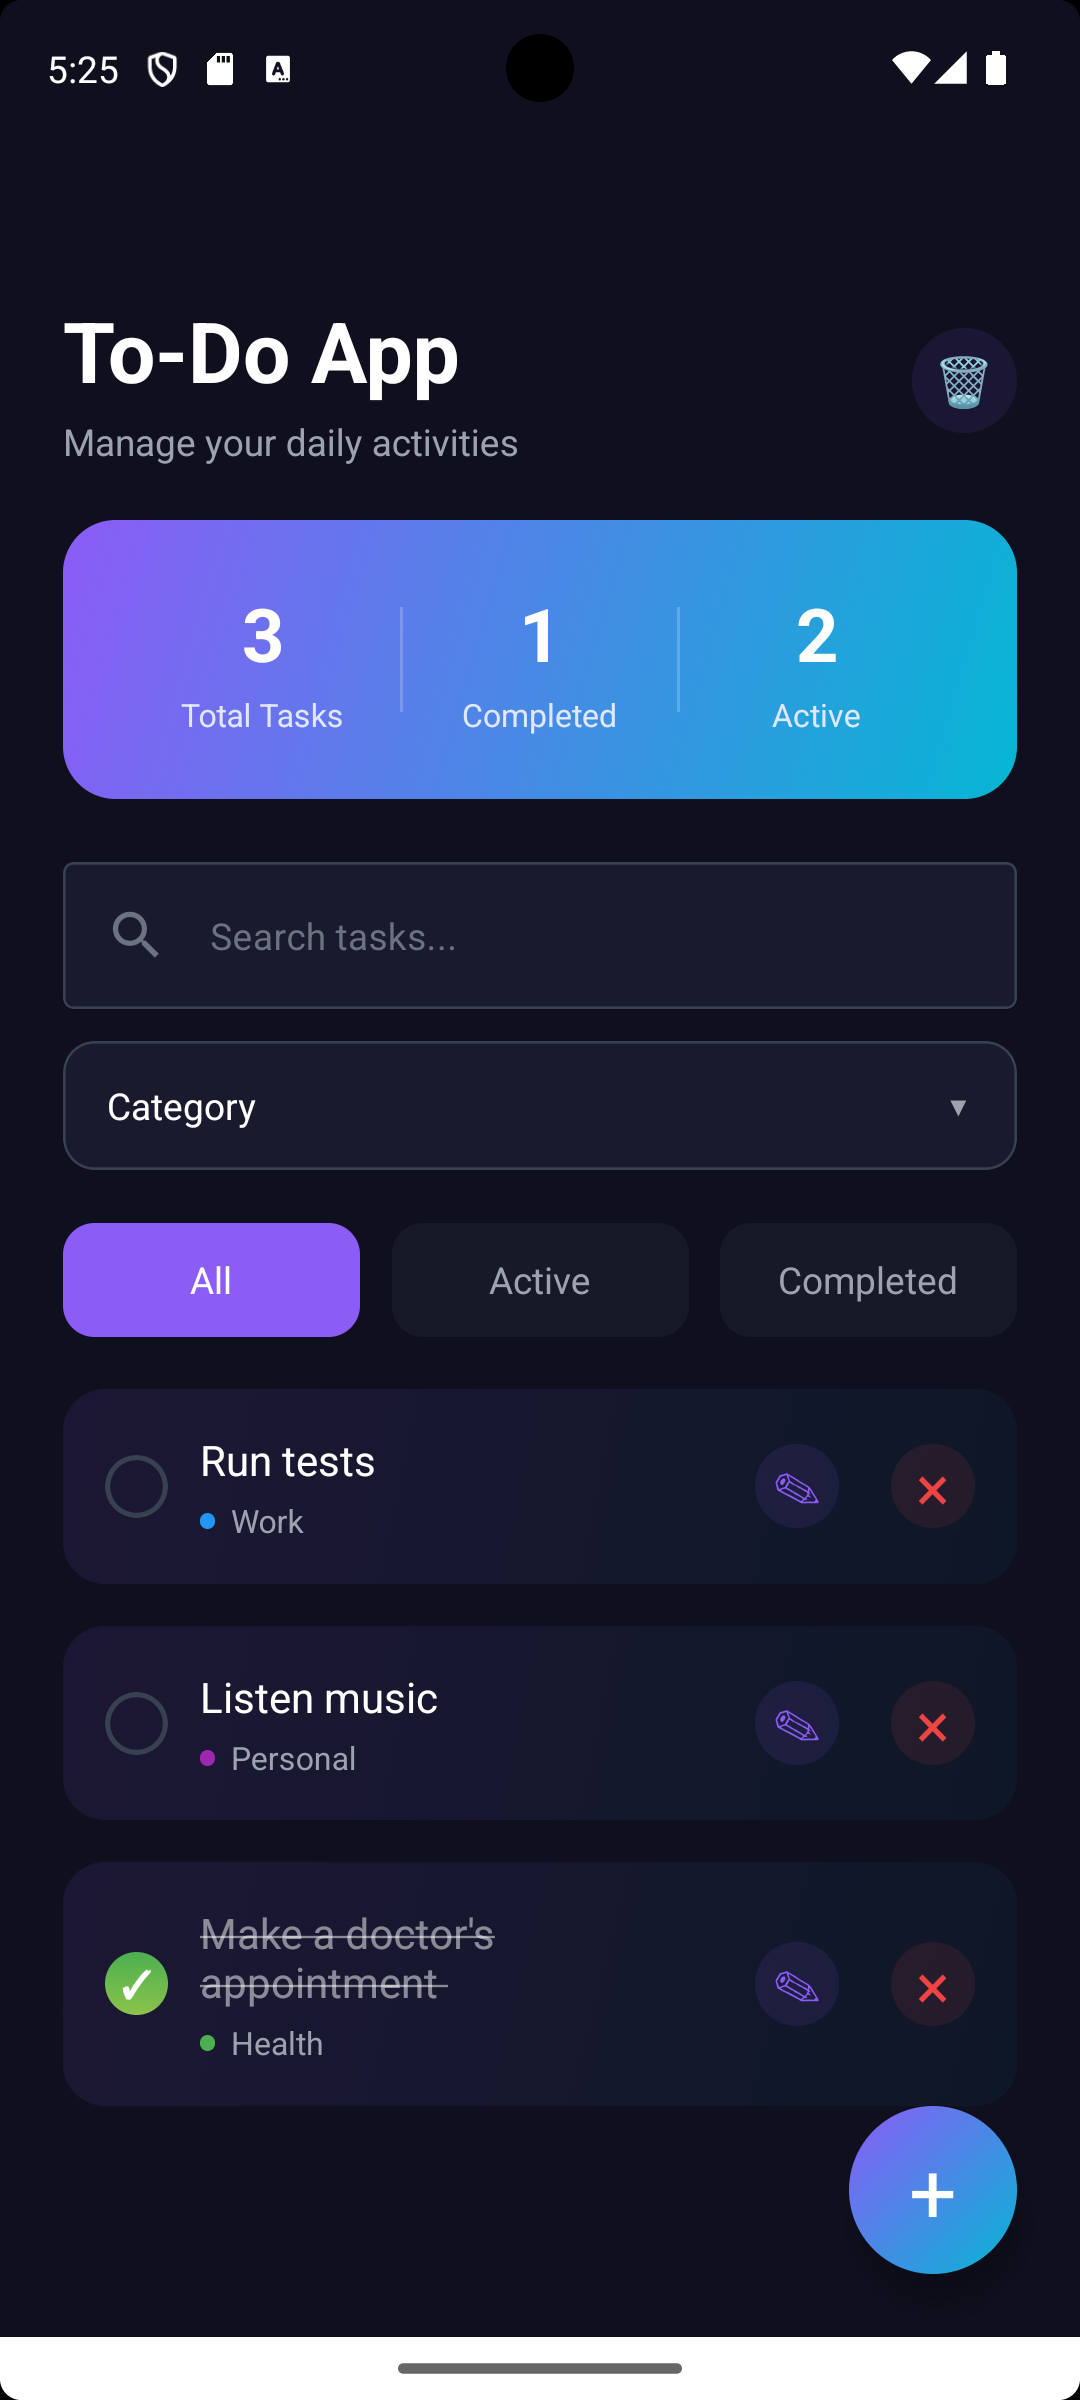 5:25
To-Do App
Manage your daily activities
3 1 2
Total Tasks Completed Active
Search tasks...
Category
All Active Completed
Run tests
Work
Listen music
Personal
Make a doctor's
appointment
Health
+